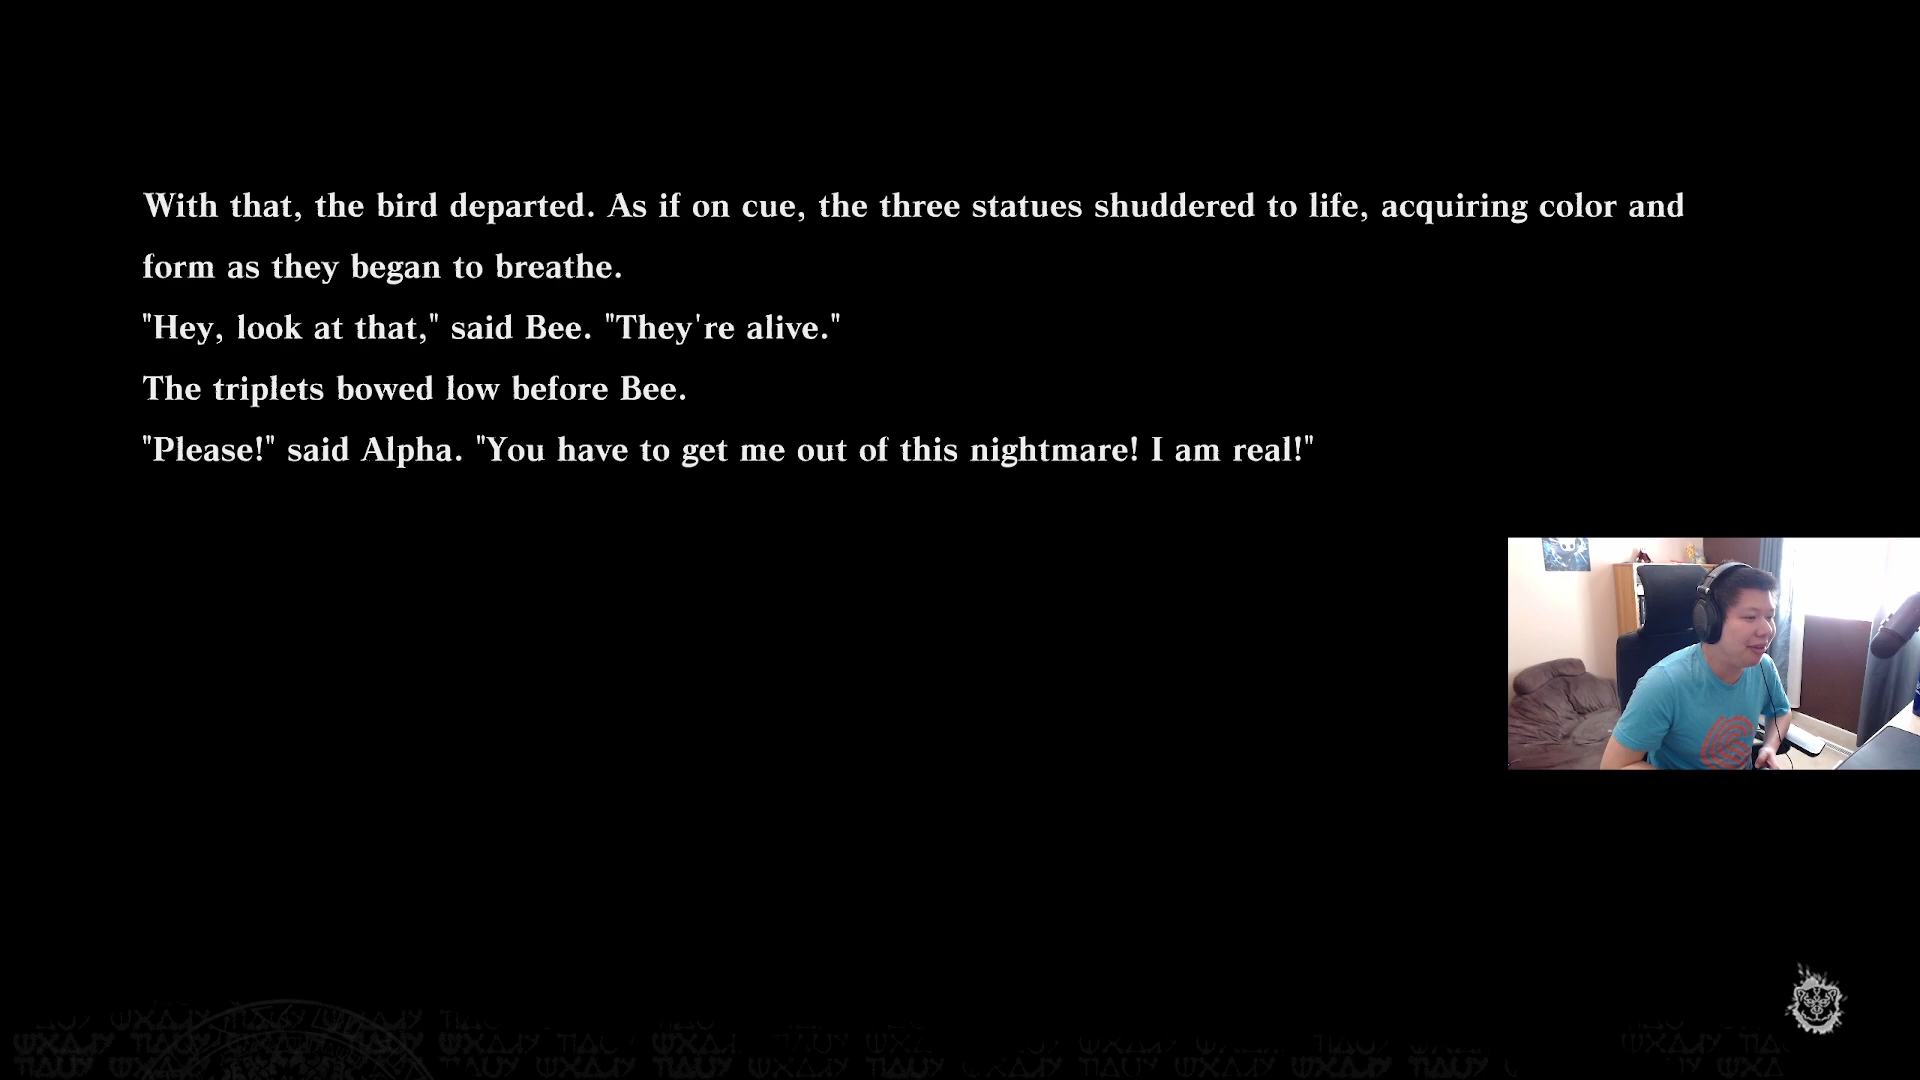 With that, the bird departed. As if on cue, the three statues shuddered to life, acquiring color and
form as they began to breathe.
"Hey, look at that," said Bee. "They're alive."
The triplets bowed low before Bee.
"Please!" said Alpha. "You have to get me out of this nightmare! I am real!"